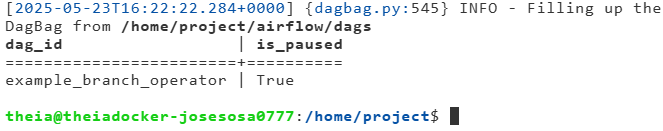 [2025-05-23T16:22:22.284+0000] {dagbag.py:545} INFO - Filling up the
DagBag from /home/project/airflow/dags
dag_id                  | is_paused
========================+==========
example_branch_operator | True
theia@theiadocker-josesosa0777:/home/project$